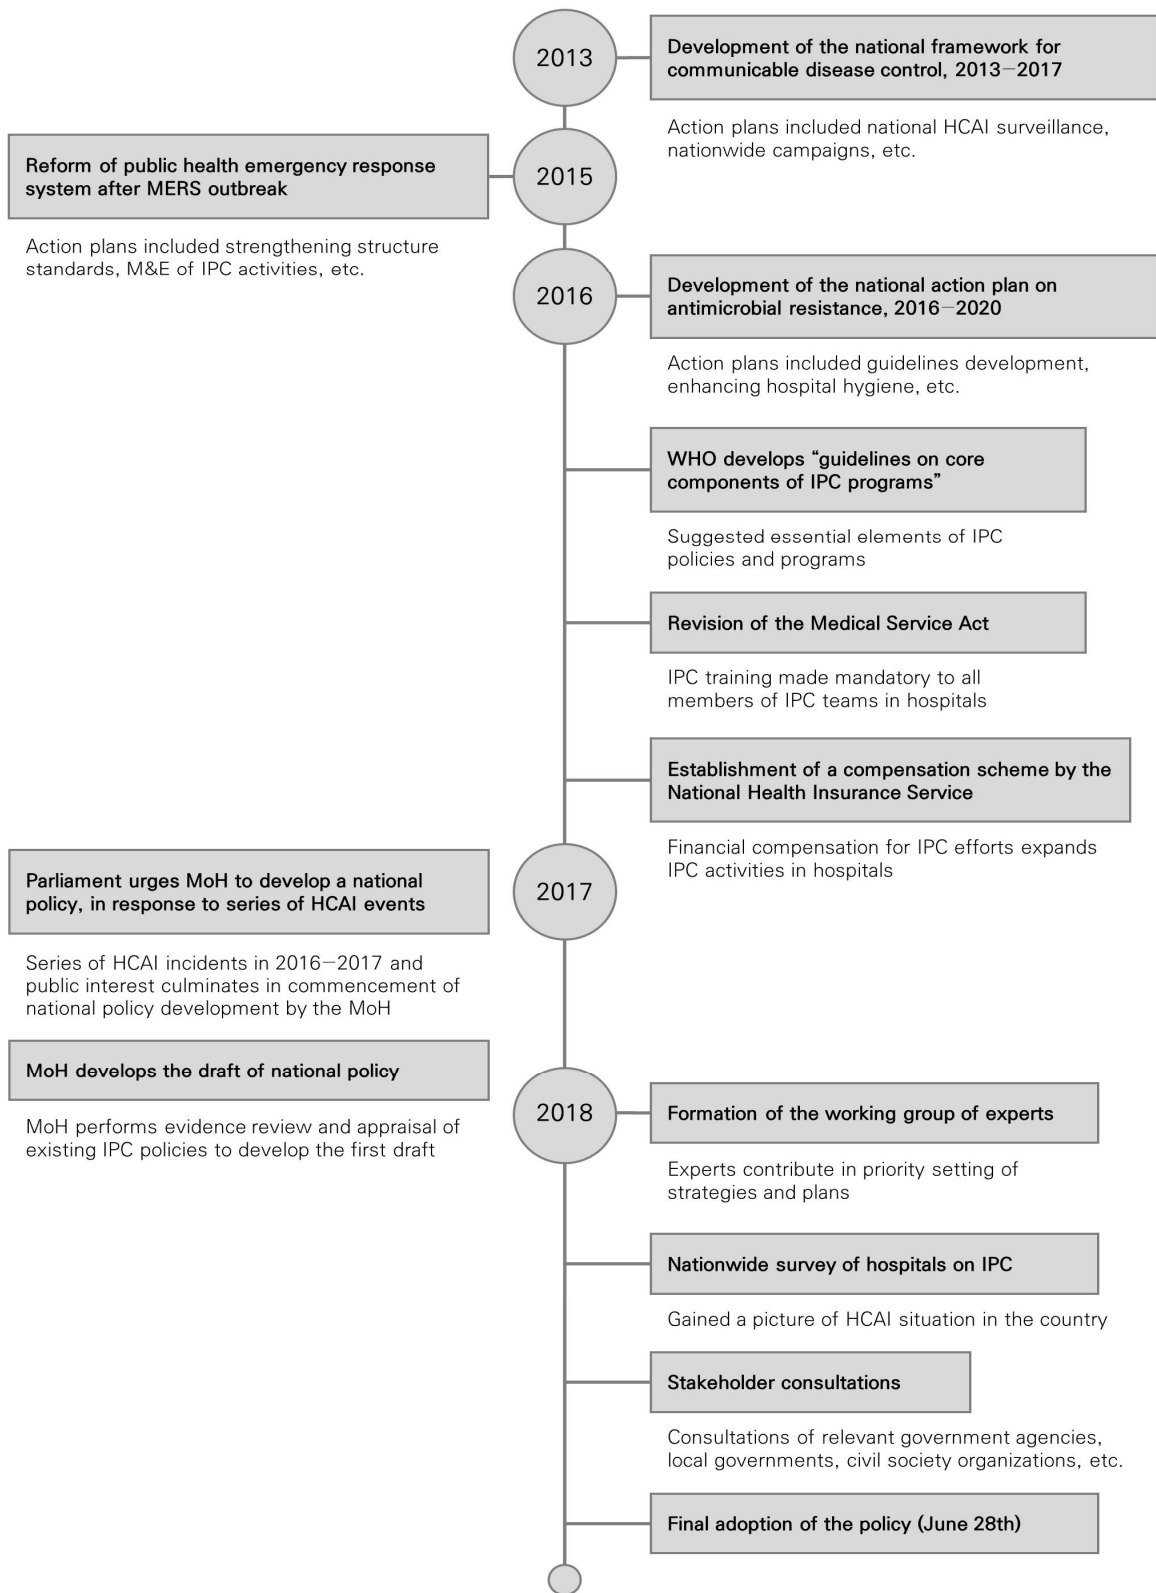 2013
Development of the national framework for
communicable disease control, 2013–2017
Action plans included national HCAI surveillance,
nationwide campaigns, etc.
Reform of public health emergency response
system after MERS outbreak
2015
Action plans included strengthening structure
standards, M&E of IPC activities, etc.
2016
Development of the national action plan on
antimicrobial resistance, 2016–2020
Action plans included guidelines development,
enhancing hospital hygiene, etc.
WHO develops “guidelines on core
components of IPC programs”
Suggested essential elements of IPC
policies and programs
Revision of the Medical Service Act
IPC training made mandatory to all
members of IPC teams in hospitals
Establishment of a compensation scheme by the
National Health Insurance Service
Financial compensation for IPC efforts expands
IPC activities in hospitals
Parliament urges MoH to develop a national
policy, in response to series of HCAI events
2017
Series of HCAI incidents in 2016–2017 and
public interest culminates in commencement of
national policy development by the MoH
MoH develops the draft of national policy
MoH performs evidence review and appraisal of
existing IPC policies to develop the first draft
2018
Formation of the working group of experts
Experts contribute in priority setting of
strategies and plans
Nationwide survey of hospitals on IPC
Gained a picture of HCAI situation in the country
Stakeholder consultations
Consultations of relevant government agencies,
local governments, civil society organizations, etc.
Final adoption of the policy (June 28th)